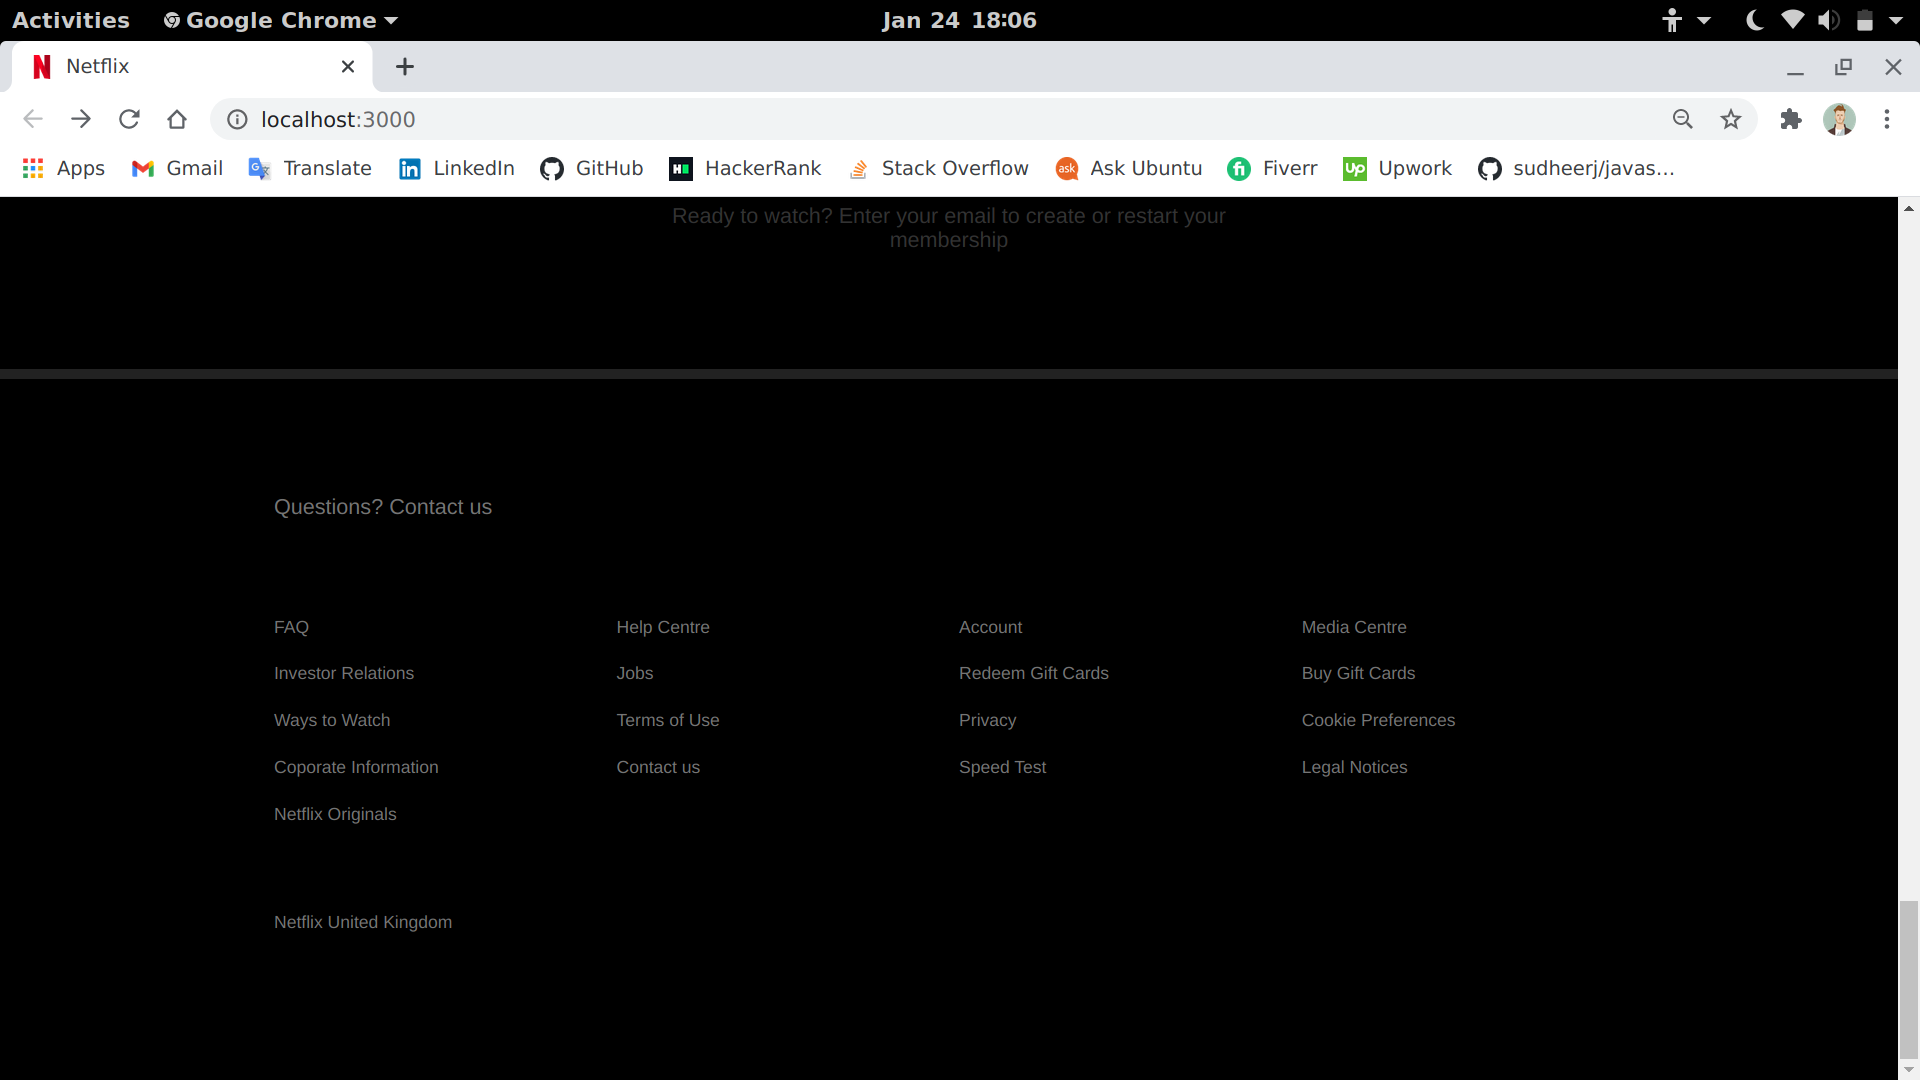 Activities Google Chrome Jan 24 18:06
Netflix
localhost:3000
Apps Gmail Translate LinkedIn GitHub HackerRank Stack Overflow Ask Ubuntu Fiverr Upwork sudheerj/javas...
Ready to watch? Enter your email to create or restart your
membership
Questions? Contact us
FAQ Help Centre Account Media Centre
Investor Relations Jobs Redeem Gift Cards Buy Gift Cards
Ways to Watch Terms of Use Privacy Cookie Preferences
Coporate Information Contact us Speed Test Legal Notices
Netflix Originals
Netflix United Kingdom